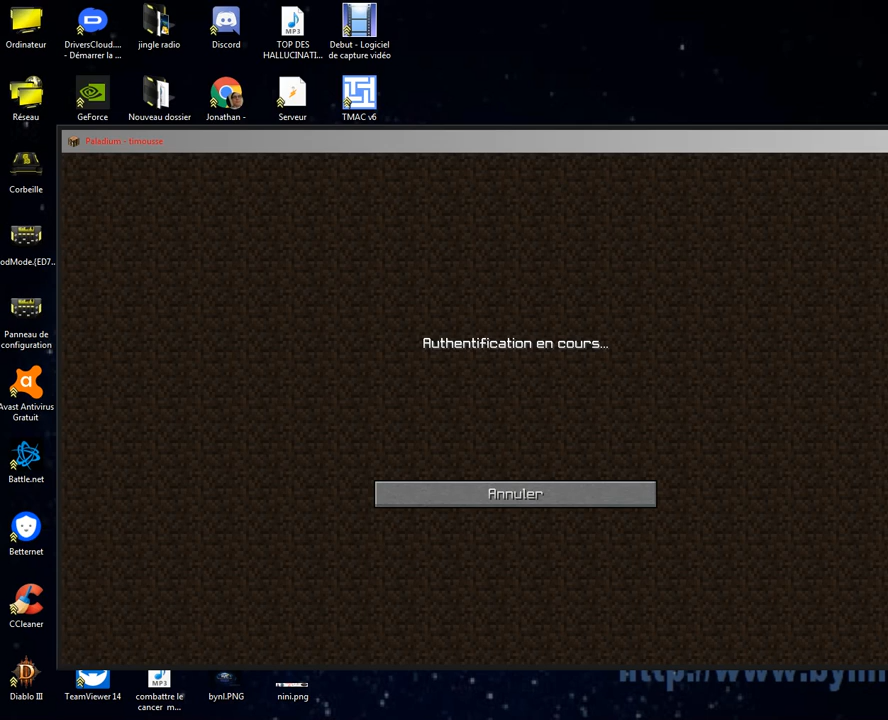 Ordinateur
DriversCloud....
- Démarrer la ...
jingle radio
Discord
MP3
TOP DES
HALLUCINATI...
Debut - Logiciel
de capture vidéo
Réseau
GeForce
Nouveau dossier
Jonathan -
Serveur
TMAC v6
Paladium - timousse
Corbeille
odMode.{ED7...
Authentification en cours...
Panneau de
configuration
Avast Antivirus
Gratuit
Battle.net
Annuler
Betternet
CCleaner
Diablo III
TeamViewer 14
MP3
combattre le
cancer m...
bynl.PNG
nini.png